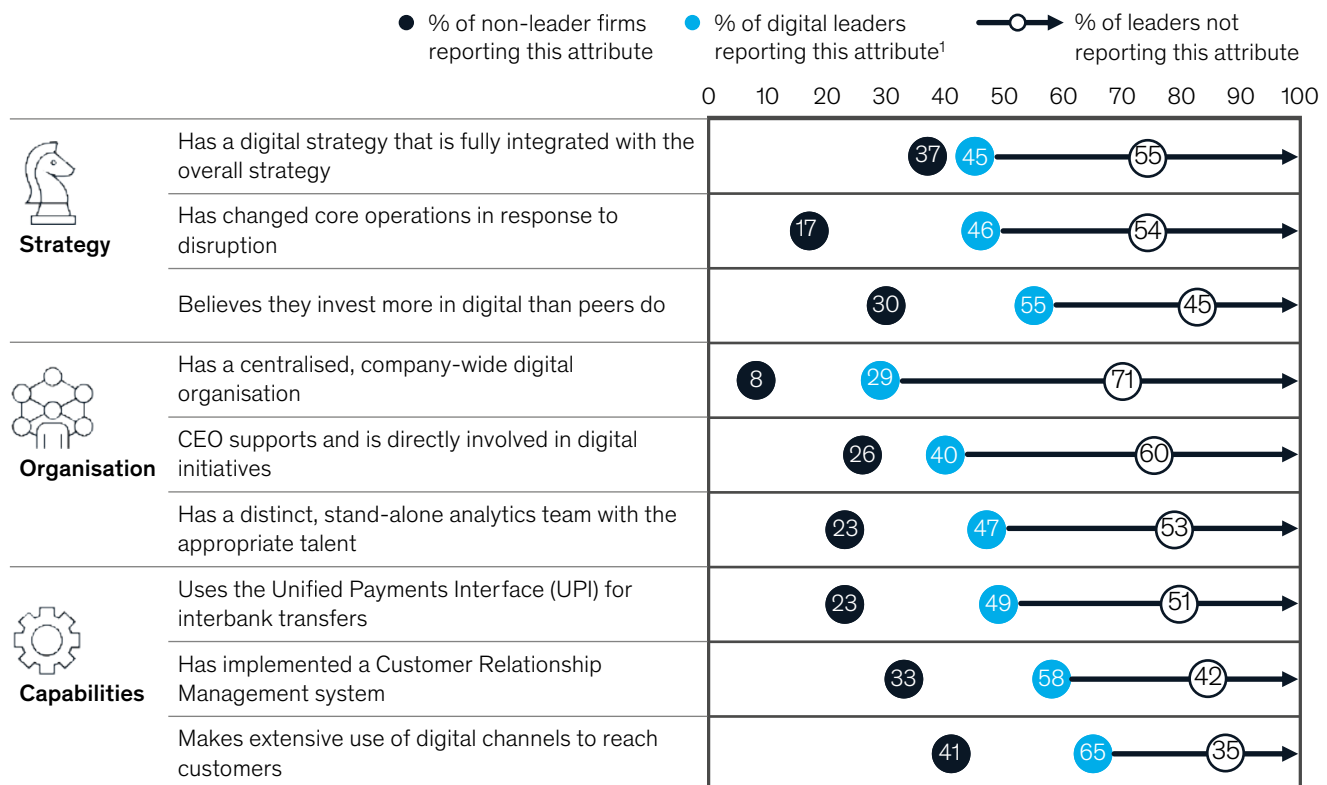 % of non-leader firms
reporting this attribute
% of digital leaders
reporting this attribute¹
% of leaders not
reporting this attribute
0 10 20 30 40 50 60 70 80 90 100
Strategy
Has a digital strategy that is fully integrated with the
overall strategy
37 45 55
Has changed core operations in response to
disruption
17 46 54
Believes they invest more in digital than peers do
30 55 45
Organisation
Has a centralised, company-wide digital
organisation
8 29 71
CEO supports and is directly involved in digital
initiatives
26 40 60
Has a distinct, stand-alone analytics team with the
appropriate talent
23 47 53
Capabilities
Uses the Unified Payments Interface (UPI) for
interbank transfers
23 49 51
Has implemented a Customer Relationship
Management system
33 58 42
Makes extensive use of digital channels to reach
customers
41 65 35